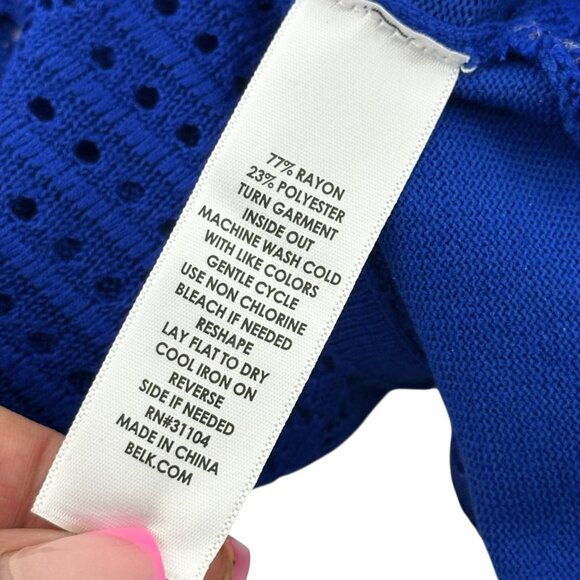 77% RAYON
23% POLYESTER
TURN GARMENT
INSIDE OUT
MACHINE WASH COLD
WITH LIKE COLORS
GENTLE CYCLE
USE NON CHLORINE
BLEACH IF NEEDED
RESHAPE
LAY FLAT TO DRY
COOL IRON ON
REVERSE
SIDE IF NEEDED
RN#31104
MADE IN CHINA
BELK.COM